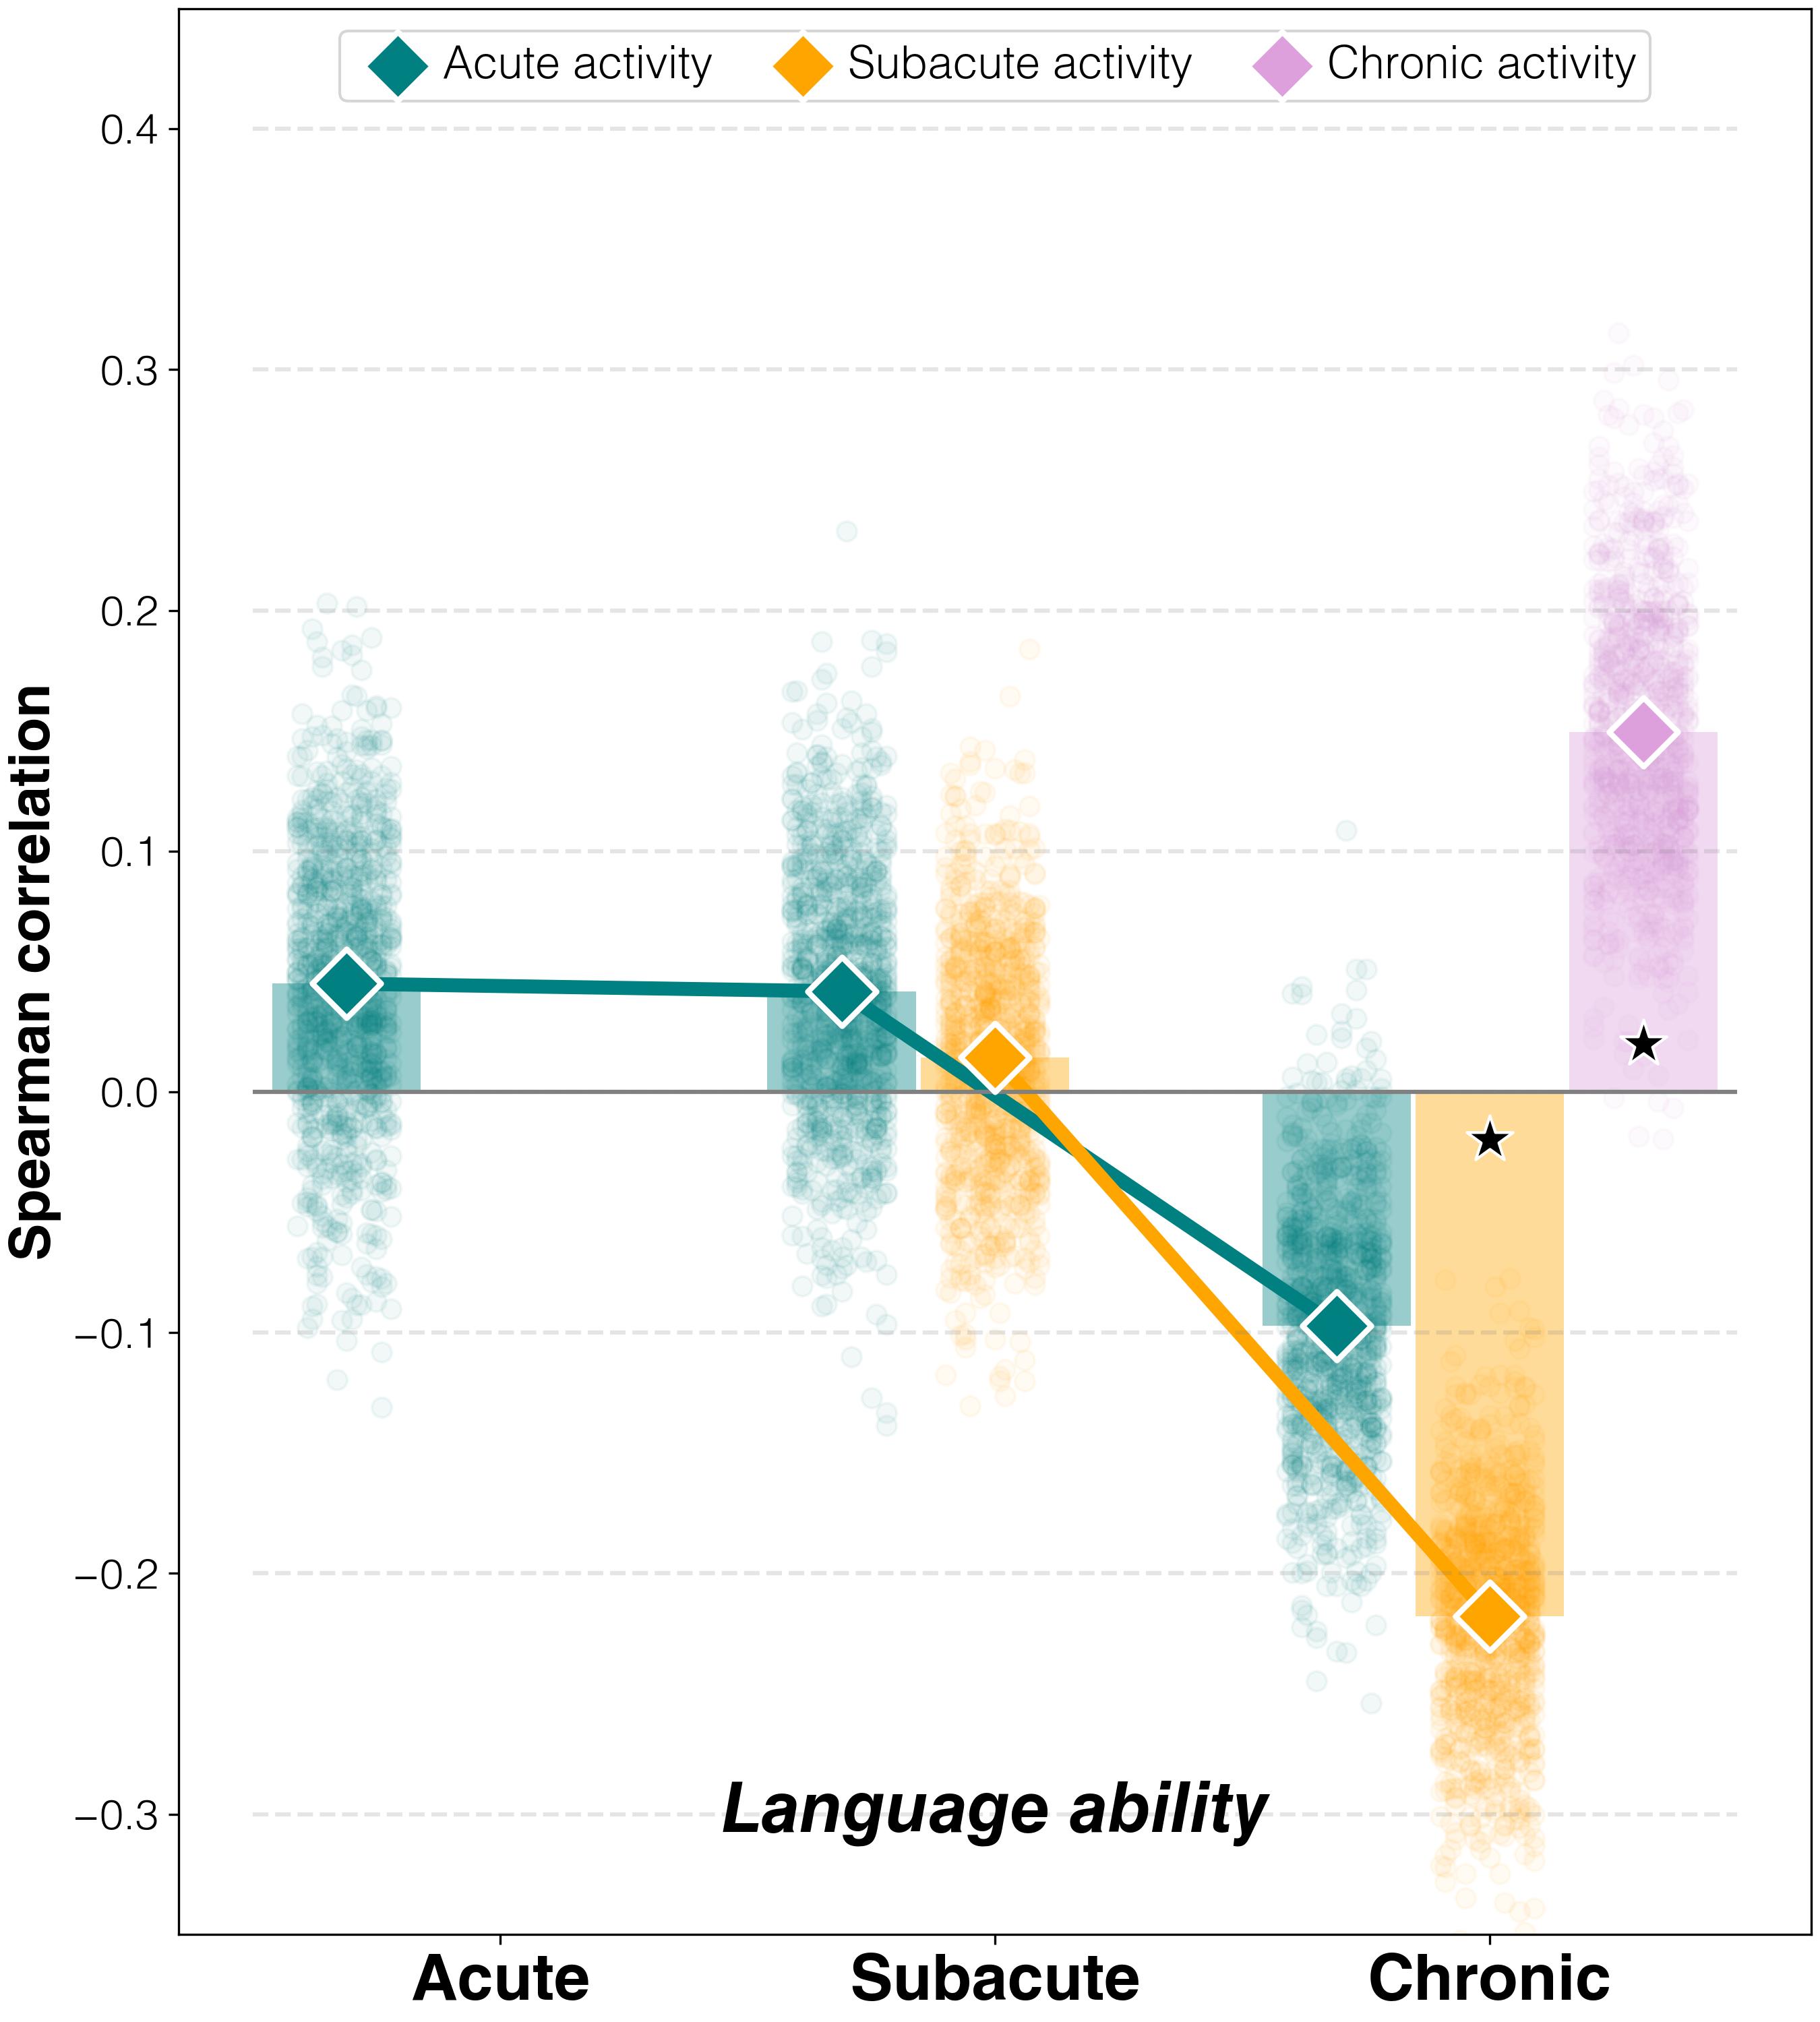 Acute activity Subacute activity Chronic activity
0.4
0.3
0.2
0.1
0.0
−0.1
−0.2
−0.3
Spearman correlation
Language ability
Acute Subacute Chronic